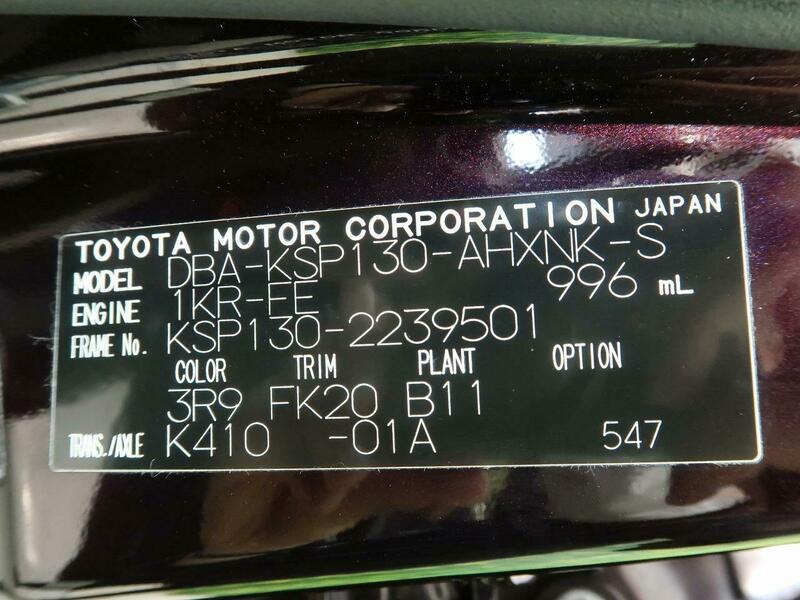 TOYOTA MOTOR CORPORATION JAPAN
MODEL DBA-KSP130-AHXNK-S
ENGINE 1KR-FE 996 mL
FRAME No. KSP130-2239501
COLOR TRIM PLANT OPTION
3R9 FK20 B11
TRANS./AXLE K410 -01A 547